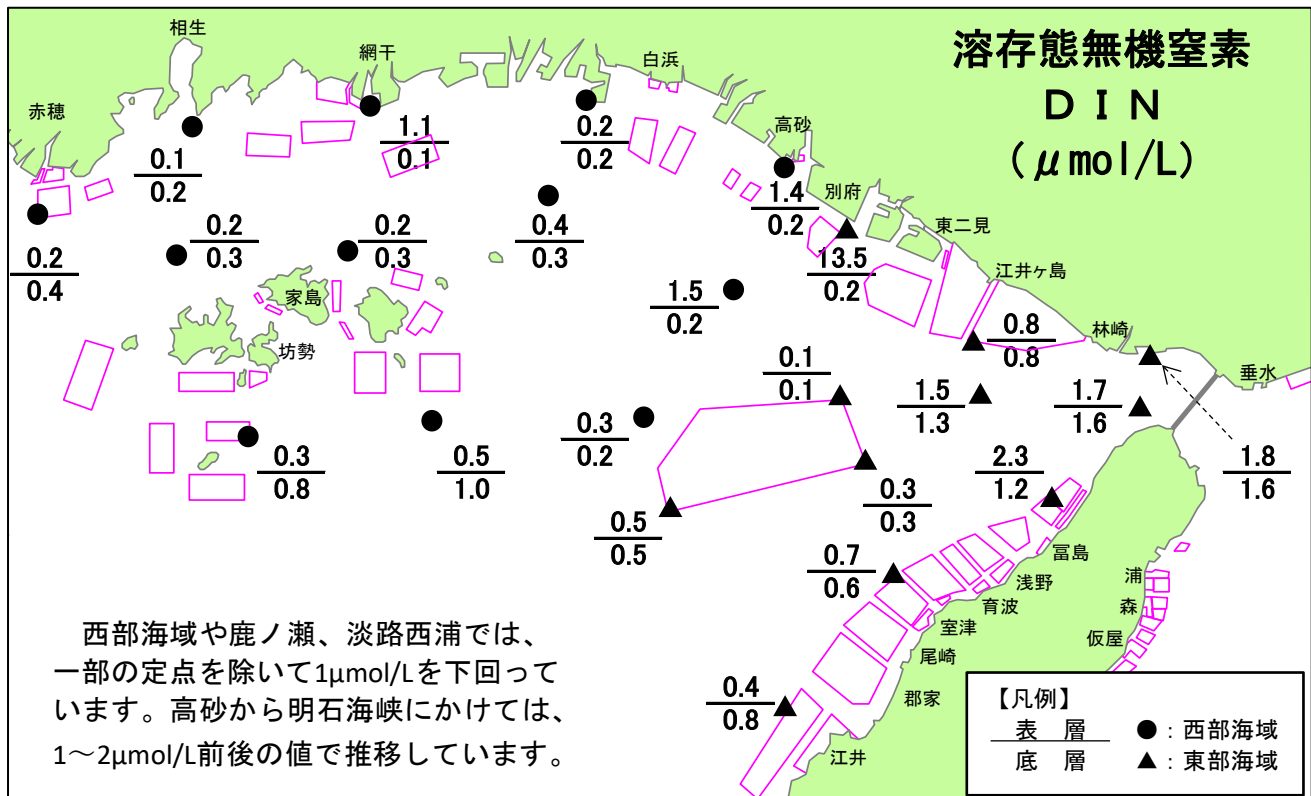 溶存態無機窒素
DIN
(μmol/L)
相生
網干
白浜
赤穂
高砂
別府
東二見
江井ヶ島
林崎
垂水
家島
坊勢
0.1
0.2
1.1
0.1
0.2
0.2
1.4
0.2
0.2
0.4
0.2
0.3
0.2
0.3
0.4
0.3
13.5
0.2
1.5
0.2
0.8
0.8
0.1
0.1
1.5
1.3
1.7
1.6
1.8
1.6
0.3
0.8
0.5
1.0
0.3
0.2
2.3
1.2
0.3
0.3
0.5
0.5
0.7
0.6
0.4
0.8
冨島
浅野
育波
室津
尾崎
郡家
江井
浦
森
仮屋
西部海域や鹿ノ瀬、淡路西浦では、
一部の定点を除いて1μmol/Lを下回って
います。高砂から明石海峡にかけては、
1～2μmol/L前後の値で推移しています。
【凡例】
表 層 ●：西部海域
底 層 ▲：東部海域